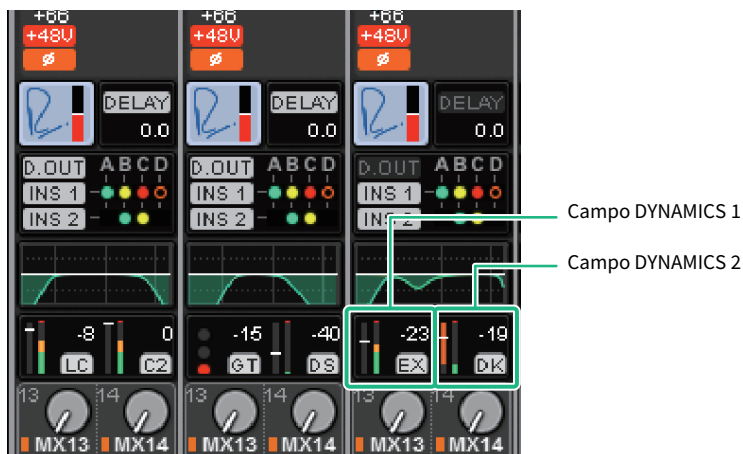 +66 +66 +66
+48V +48V +48V
ø ø ø
DELAY DELAY DELAY
0.0 0.0 0.0
D.OUT A B C D D.OUT A B C D D.OUT A B C D
INS 1 INS 1 INS 1
INS 2 INS 2 INS 2
Campo DYNAMICS 1
Campo DYNAMICS 2
-8 0 -15 -40 -23 -19
LC C2 GT DS EX DK
13 14 13 14 13 14
MX13 MX14 MX13 MX14 MX13 MX14